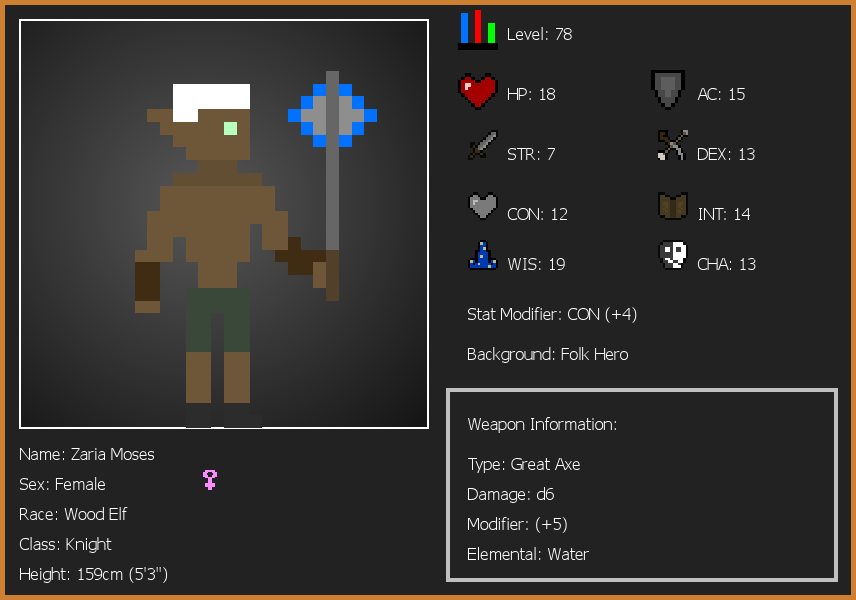 Level: 78
HP: 18
AC: 15
STR: 7
DEX: 13
CON: 12
INT: 14
WIS: 19
CHA: 13
Stat Modifier: CON (+4)
Background: Folk Hero
Weapon Information:
Type: Great Axe
Damage: d6
Modifier: (+5)
Elemental: Water
Name: Zaria Moses
Sex: Female
Race: Wood Elf
Class: Knight
Height: 159cm (5'3")